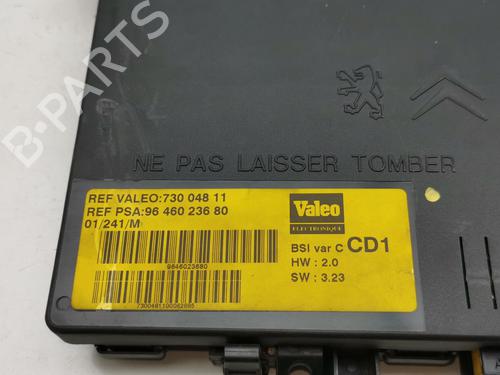 B-PARTS
NE PAS LAISSER TOMBER
REF VALEO:730 048 11
REF PSA:96 460 236 80
01/241/M
9646023680
Valeo
ELECTRONIQUE
BSI var C CD1
HW : 2.0
SW : 3.23